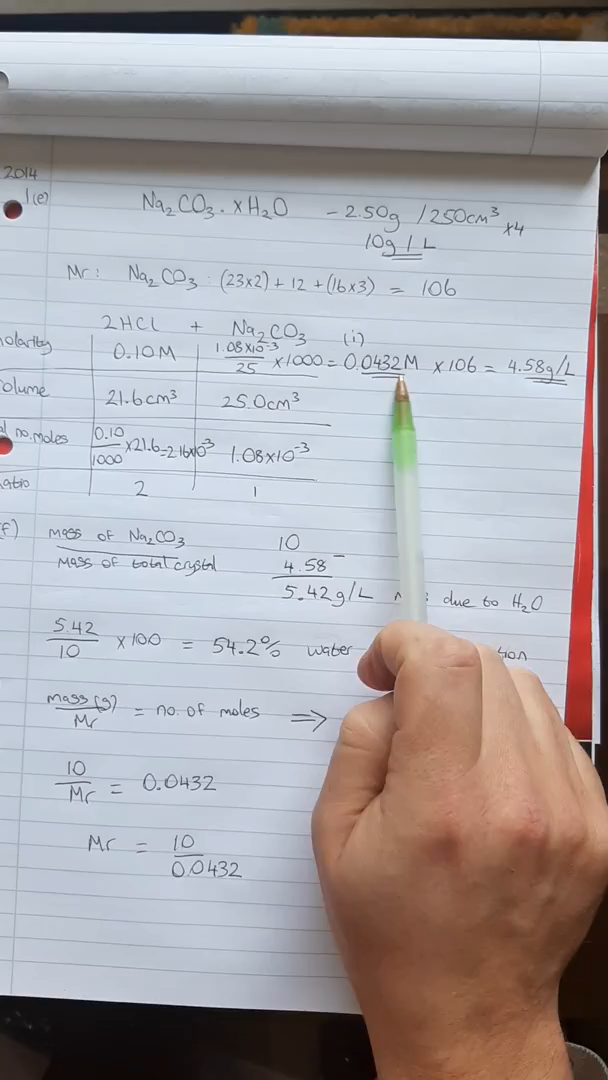 2014
1(e)
Na₂CO₃.xH₂O - 2.50g / 250cm³ x4
10g / L
Mr: Na₂CO₃ : (23x2) + 12 + (16x3) = 106
2HCl + Na₂CO₃ (i)
olarity 0.10M 1.08x10⁻³/25 x1000 = 0.0432M x106 = 4.58g/L
olume 21.6cm³ 25.0cm³
no. moles 0.10/1000 x21.6=2.16x10⁻³ 1.08x10⁻³
atio 2 1
f) Mass of Na₂CO₃ 10
Mass of total crystal 4.58 -
5.42g/L due to H₂O
5.42/10 x100 = 54.2% water
mass(g)/Mr = no. of moles ⟹
10/Mr = 0.0432
Mr = 10/0.0432